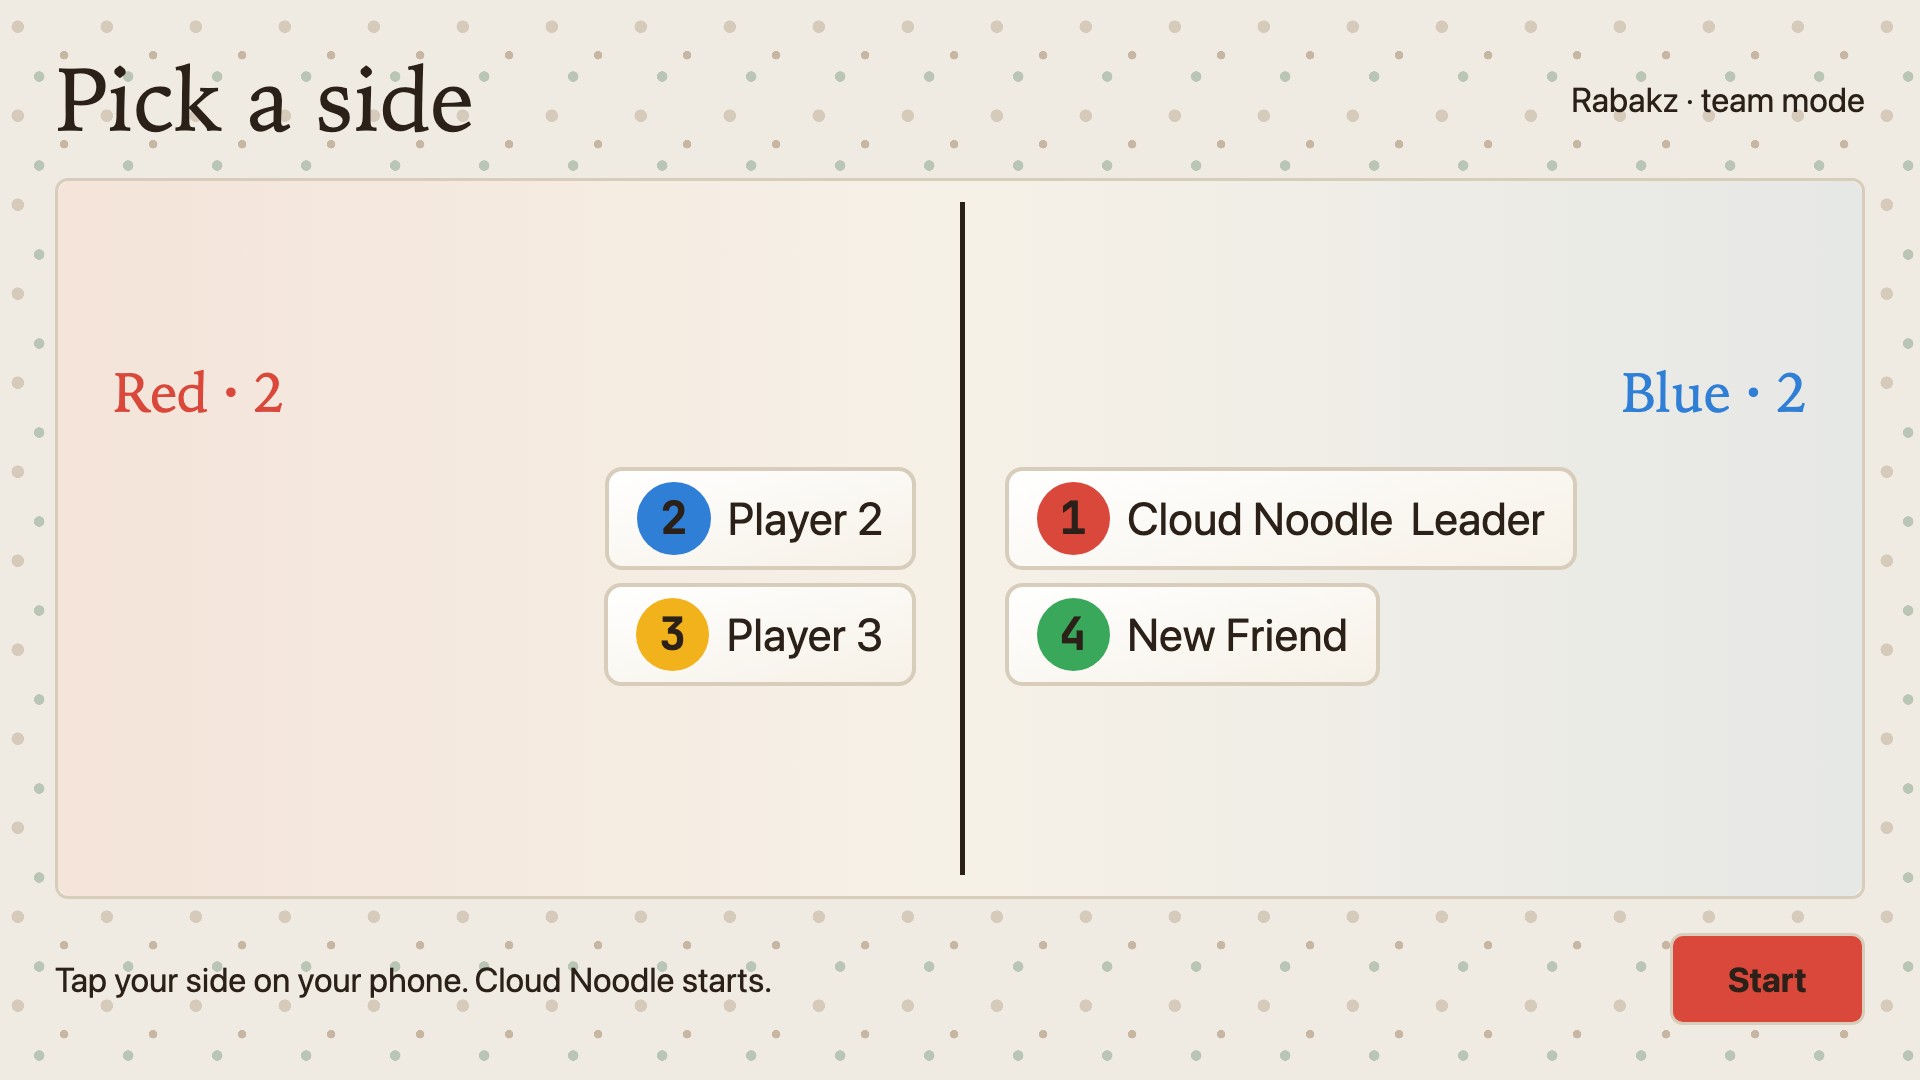 Pick a side
Rabakz · team mode
Red · 2
Blue · 2
2 Player 2
1 Cloud Noodle Leader
3 Player 3
4 New Friend
Tap your side on your phone. Cloud Noodle starts.
Start